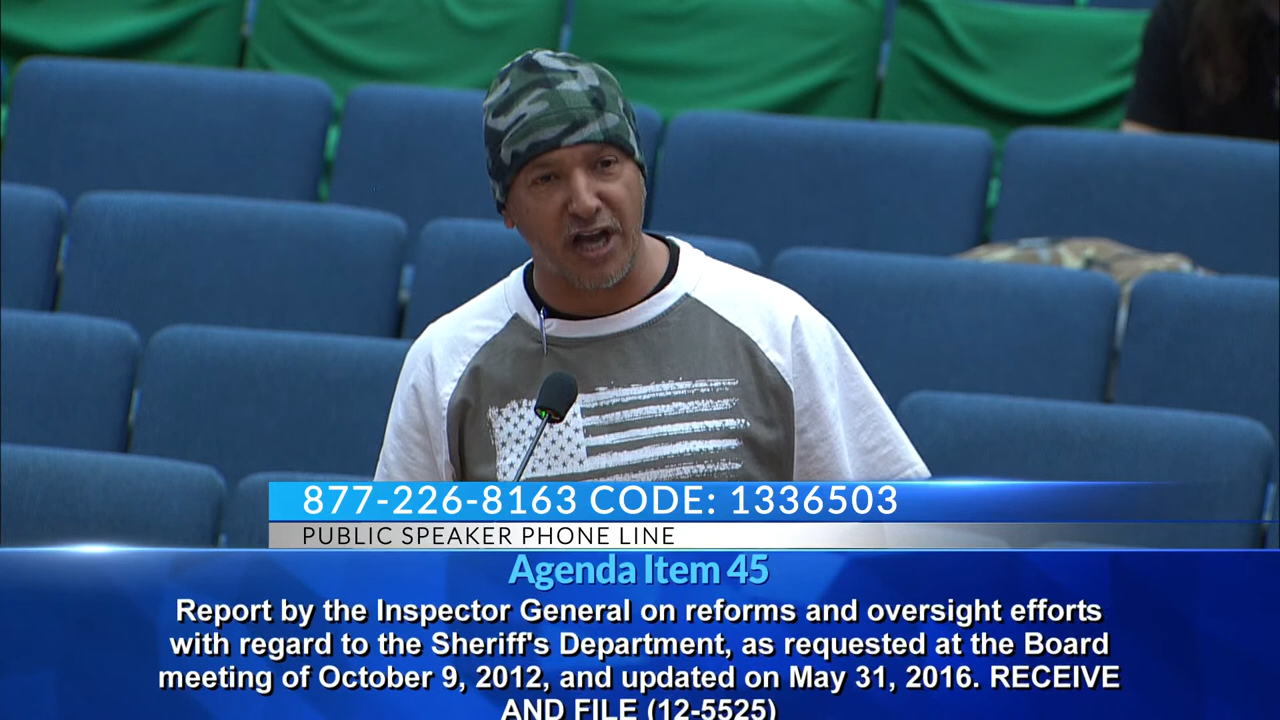 877-226-8163 CODE: 1336503
PUBLIC SPEAKER PHONE LINE
Agenda Item 45
Report by the Inspector General on reforms and oversight efforts
with regard to the Sheriff's Department, as requested at the Board
meeting of October 9, 2012, and updated on May 31, 2016. RECEIVE
AND FILE (12-5525)